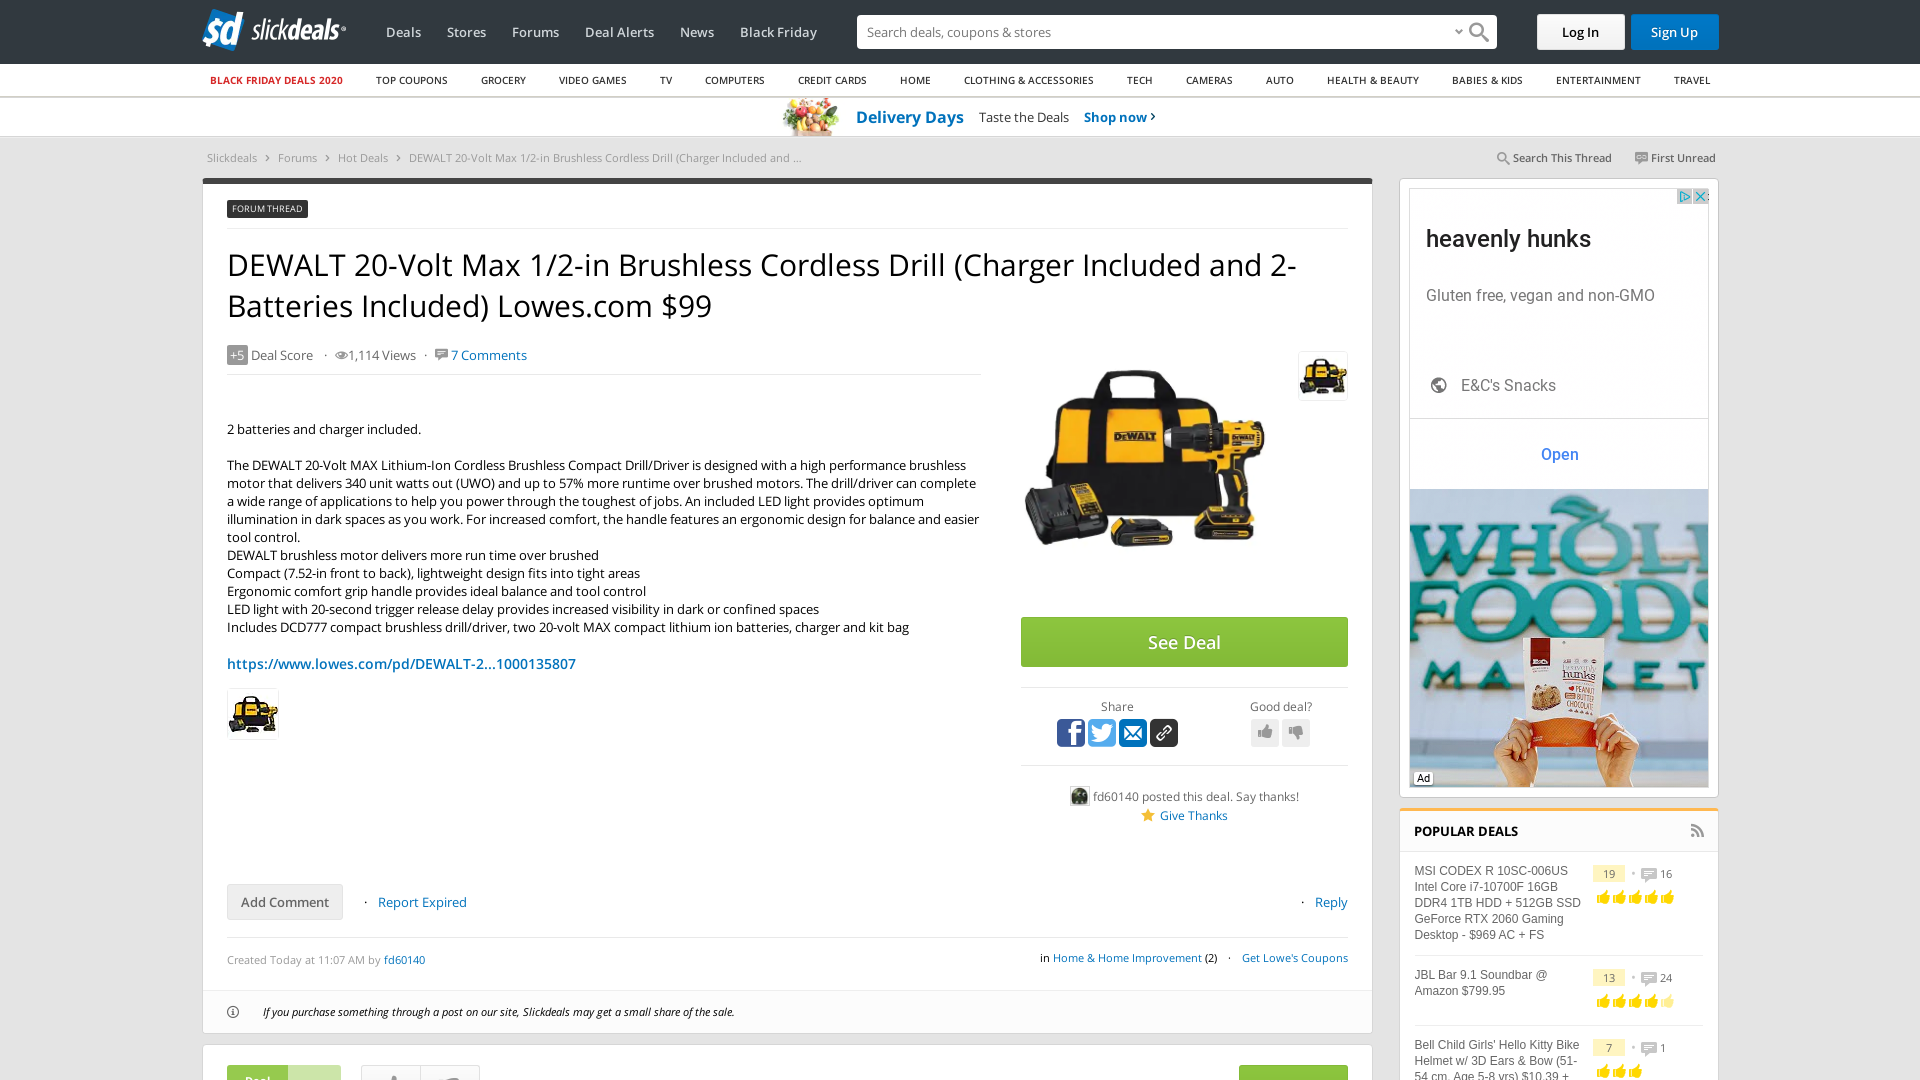 slickdeals
Deals
Stores
Forums
Deal Alerts
News
Black Friday
Search deals, coupons & stores
Log In
Sign Up
BLACK FRIDAY DEALS 2020
TOP COUPONS
GROCERY
VIDEO GAMES
TV
COMPUTERS
CREDIT CARDS
HOME
CLOTHING & ACCESSORIES
TECH
CAMERAS
AUTO
HEALTH & BEAUTY
BABIES & KIDS
ENTERTAINMENT
TRAVEL
Delivery Days Taste the Deals Shop now ›
Slickdeals › Forums › Hot Deals › DEWALT 20-Volt Max 1/2-in Brushless Cordless Drill (Charger Included and ...
Search This Thread
First Unread
FORUM THREAD
DEWALT 20-Volt Max 1/2-in Brushless Cordless Drill (Charger Included and 2-
Batteries Included) Lowes.com $99
+5 Deal Score · 1,114 Views · 7 Comments
2 batteries and charger included.
The DEWALT 20-Volt MAX Lithium-Ion Cordless Brushless Compact Drill/Driver is designed with a high performance brushless
motor that delivers 340 unit watts out (UWO) and up to 57% more runtime over brushed motors. The drill/driver can complete
a wide range of applications to help you power through the toughest of jobs. An included LED light provides optimum
illumination in dark spaces as you work. For increased comfort, the handle features an ergonomic design for balance and easier
tool control.
DEWALT brushless motor delivers more run time over brushed
Compact (7.52-in front to back), lightweight design fits into tight areas
Ergonomic comfort grip handle provides ideal balance and tool control
LED light with 20-second trigger release delay provides increased visibility in dark or confined spaces
Includes DCD777 compact brushless drill/driver, two 20-volt MAX compact lithium ion batteries, charger and kit bag
https://www.lowes.com/pd/DEWALT-2...1000135807
DEWALT
See Deal
Share
Good deal?
fd60140 posted this deal. Say thanks!
Give Thanks
Add Comment · Report Expired
· Reply
Created Today at 11:07 AM by fd60140
in Home & Home Improvement (2) · Get Lowe's Coupons
If you purchase something through a post on our site, Slickdeals may get a small share of the sale.
heavenly hunks
Gluten free, vegan and non-GMO
E&C's Snacks
Open
WHOLE
FOODS
MARKET
heavenly
hunks
PEANUT
BUTTER
CHOCOLATE
Ad
POPULAR DEALS
MSI CODEX R 10SC-006US
Intel Core i7-10700F 16GB
DDR4 1TB HDD + 512GB SSD
GeForce RTX 2060 Gaming
Desktop - $969 AC + FS
19 • 16
JBL Bar 9.1 Soundbar @
Amazon $799.95
13 • 24
Bell Child Girls' Hello Kitty Bike
Helmet w/ 3D Ears & Bow (51-
54 cm, Age 5-8 yrs) $10.39 +
7 • 1